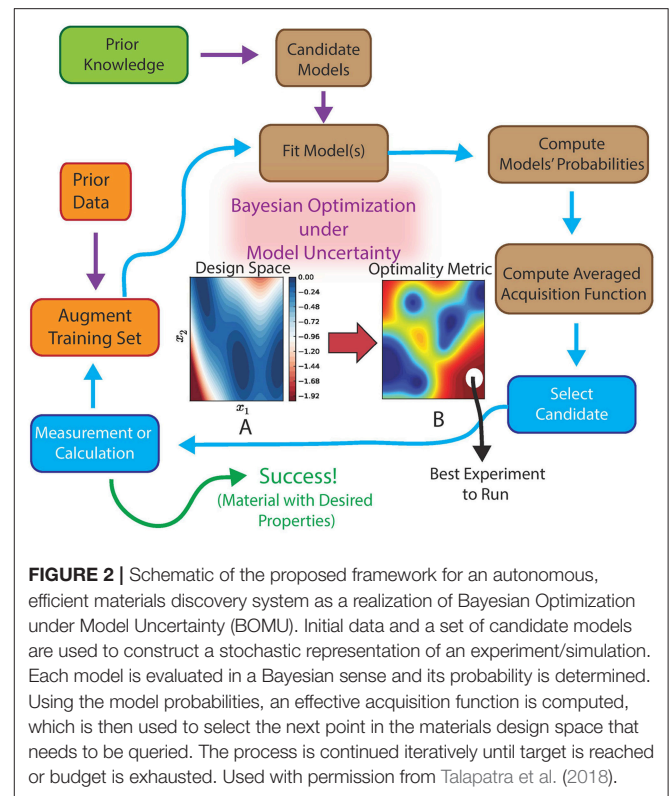 Prior
Knowledge
Candidate
Models
Fit Model(s)
Compute
Models' Probabilities
Prior
Data
Bayesian Optimization
under
Model Uncertainty
Design Space
Optimality Metric
Compute Averaged
Acquisition Function
Augment
Training Set
x2
0.00
−0.24
−0.48
−0.72
−0.96
−1.20
−1.44
−1.68
−1.92
x1
A
B
Select
Candidate
Measurement or
Calculation
Success!
(Material with Desired
Properties)
Best Experiment
to Run
FIGURE 2 | Schematic of the proposed framework for an autonomous,
efficient materials discovery system as a realization of Bayesian Optimization
under Model Uncertainty (BOMU). Initial data and a set of candidate models
are used to construct a stochastic representation of an experiment/simulation.
Each model is evaluated in a Bayesian sense and its probability is determined.
Using the model probabilities, an effective acquisition function is computed,
which is then used to select the next point in the materials design space that
needs to be queried. The process is continued iteratively until target is reached
or budget is exhausted. Used with permission from Talapatra et al. (2018).